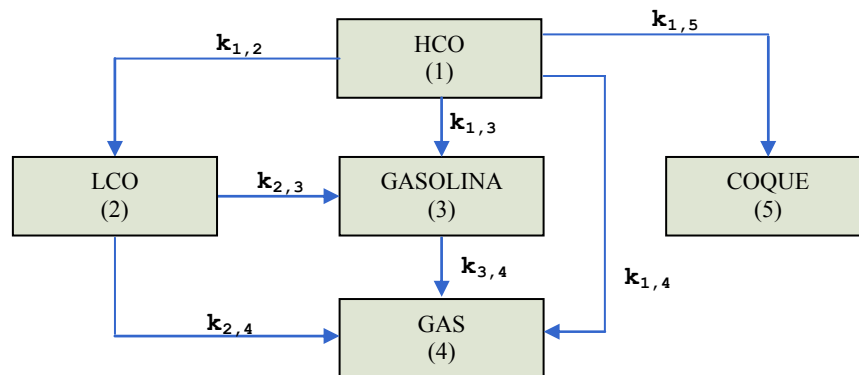 HCO
(1)
k1,2
k1,5
k1,3
LCO
(2)
k2,3
GASOLINA
(3)
COQUE
(5)
k3,4
k1,4
k2,4
GAS
(4)